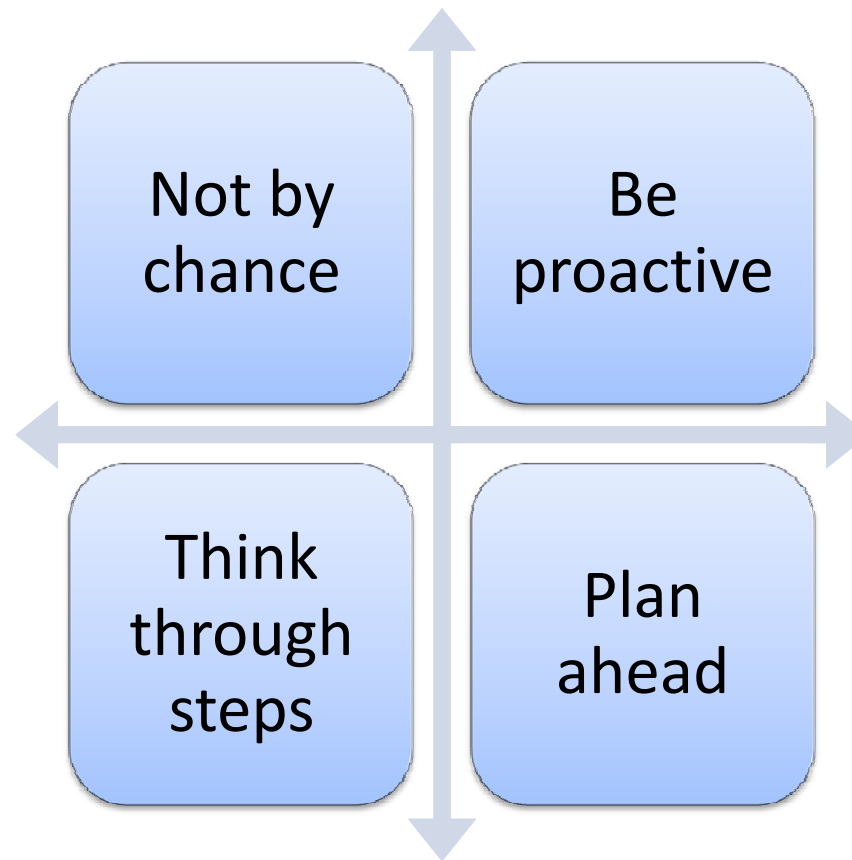 Not by
chance
Be
proactive
Think
through
steps
Plan
ahead